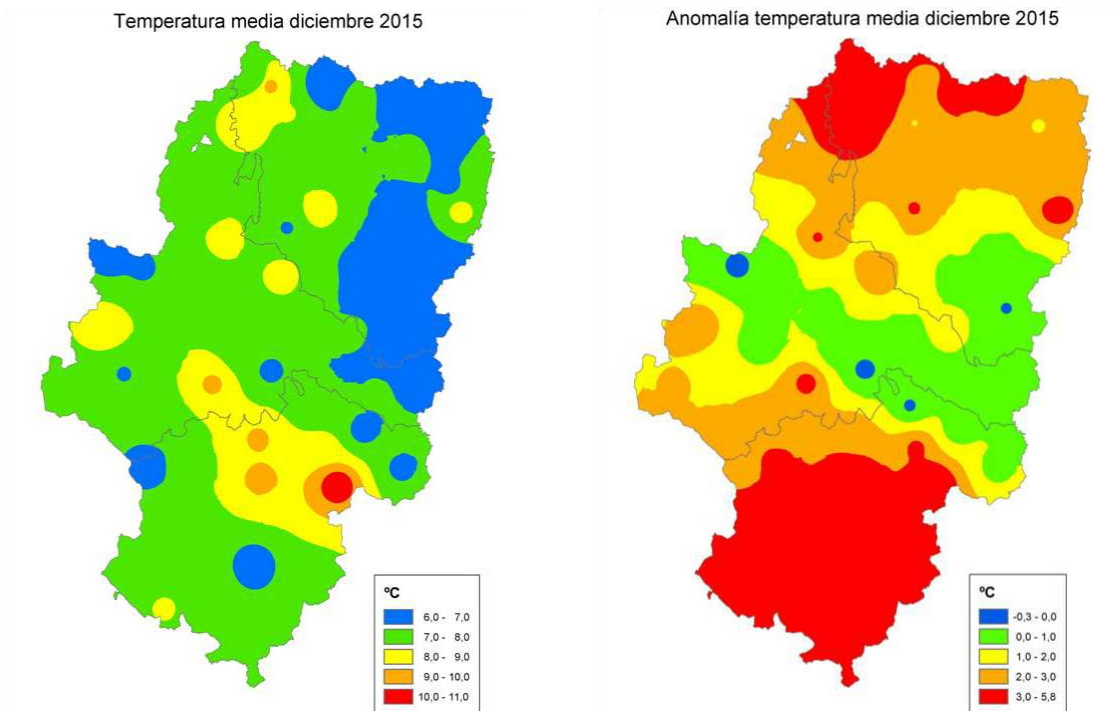 Temperatura media diciembre 2015
Anomalía temperatura media diciembre 2015
ºC
6,0 - 7,0
7,0 - 8,0
8,0 - 9,0
9,0 - 10,0
10,0 - 11,0
ºC
-0,3 - 0,0
0,0 - 1,0
1,0 - 2,0
2,0 - 3,0
3,0 - 5,8